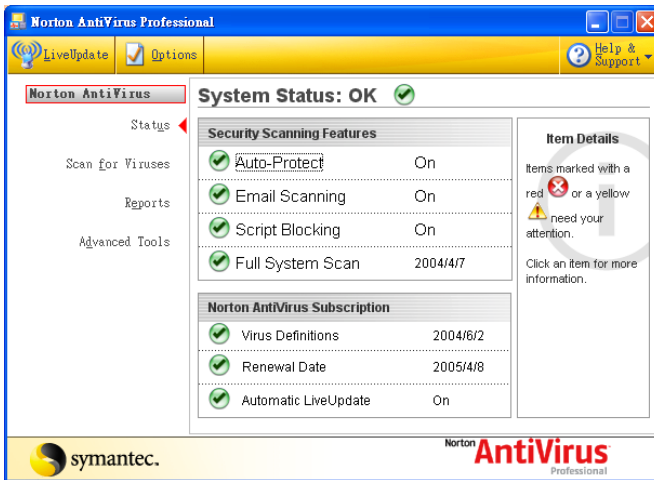 Norton AntiVirus Professional
LiveUpdate
Options
Help &
Support
Norton AntiVirus
Status
Scan for Viruses
Reports
Advanced Tools
System Status: OK
Security Scanning Features
Auto-Protect On
Email Scanning On
Script Blocking On
Full System Scan 2004/4/7
Norton AntiVirus Subscription
Virus Definitions 2004/6/2
Renewal Date 2005/4/8
Automatic LiveUpdate On
Item Details
Items marked with a
red or a yellow
need your
attention.
Click an item for more
information.
symantec.
Norton AntiVirus
Professional